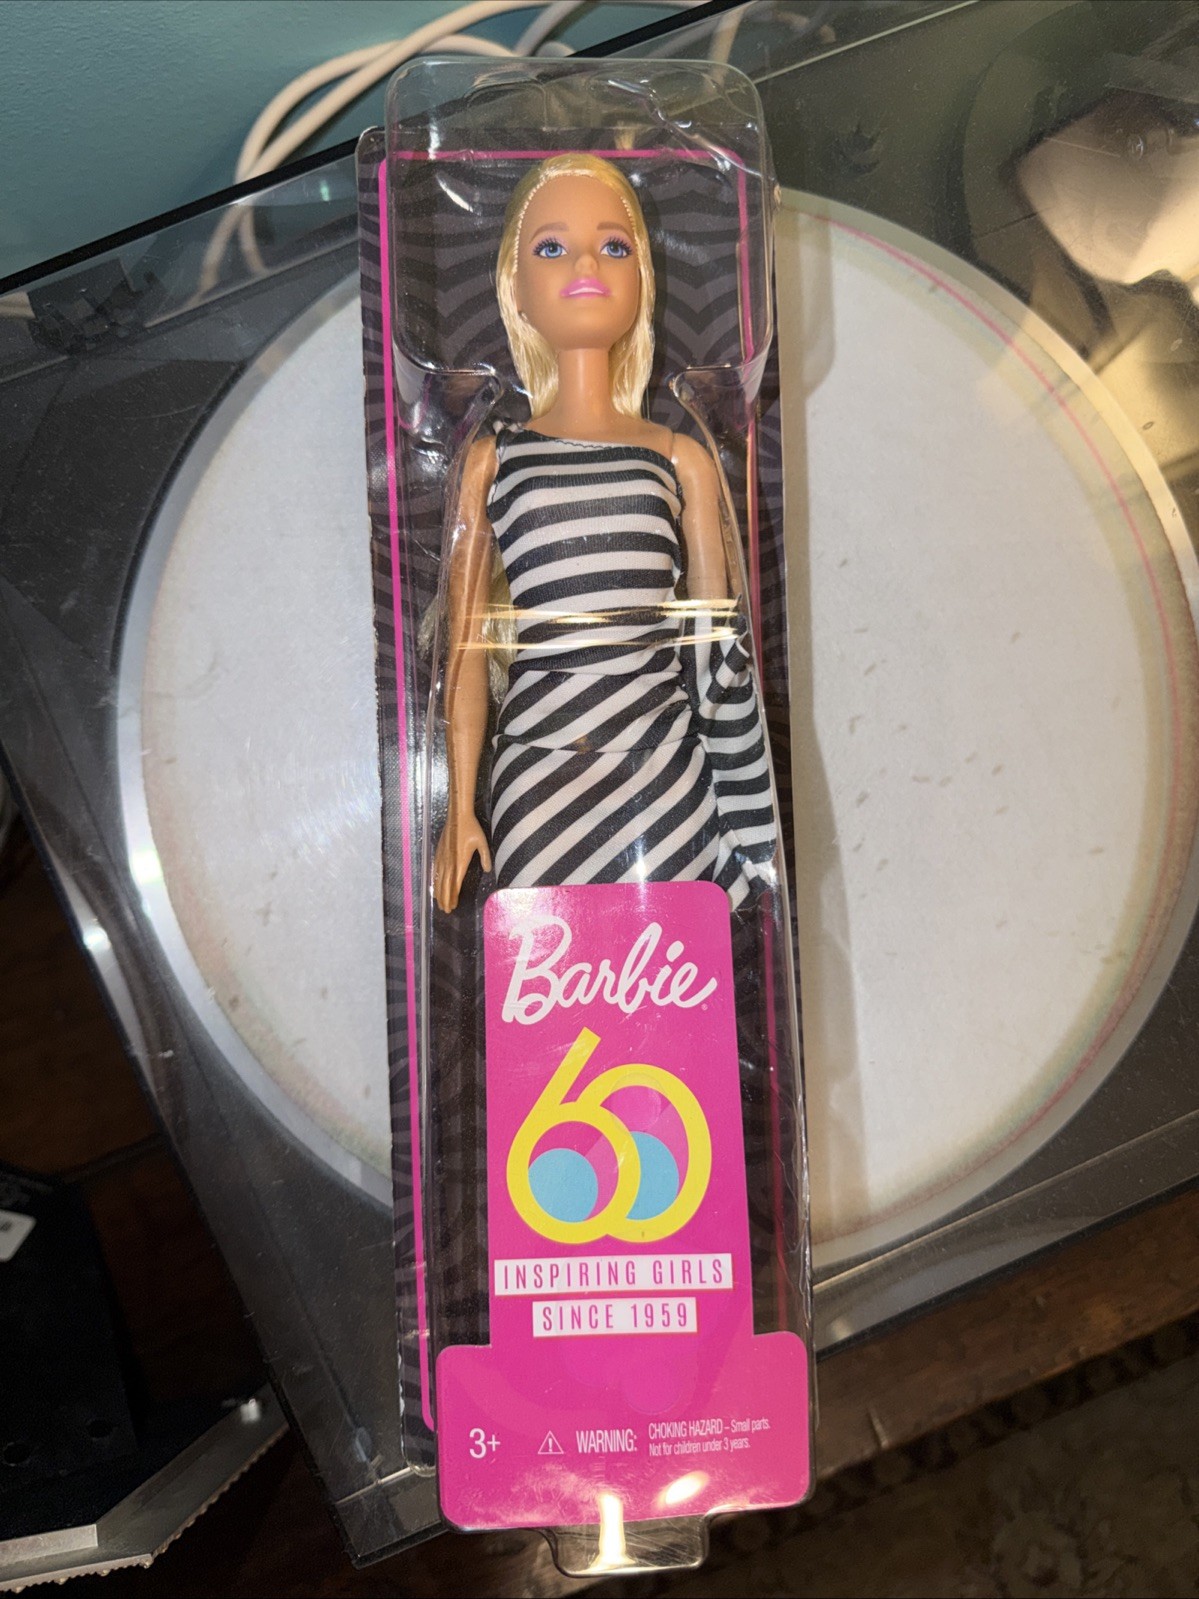 Barbie®
60
INSPIRING GIRLS
SINCE 1959
3+
WARNING:
CHOKING HAZARD – Small parts.
Not for children under 3 years.